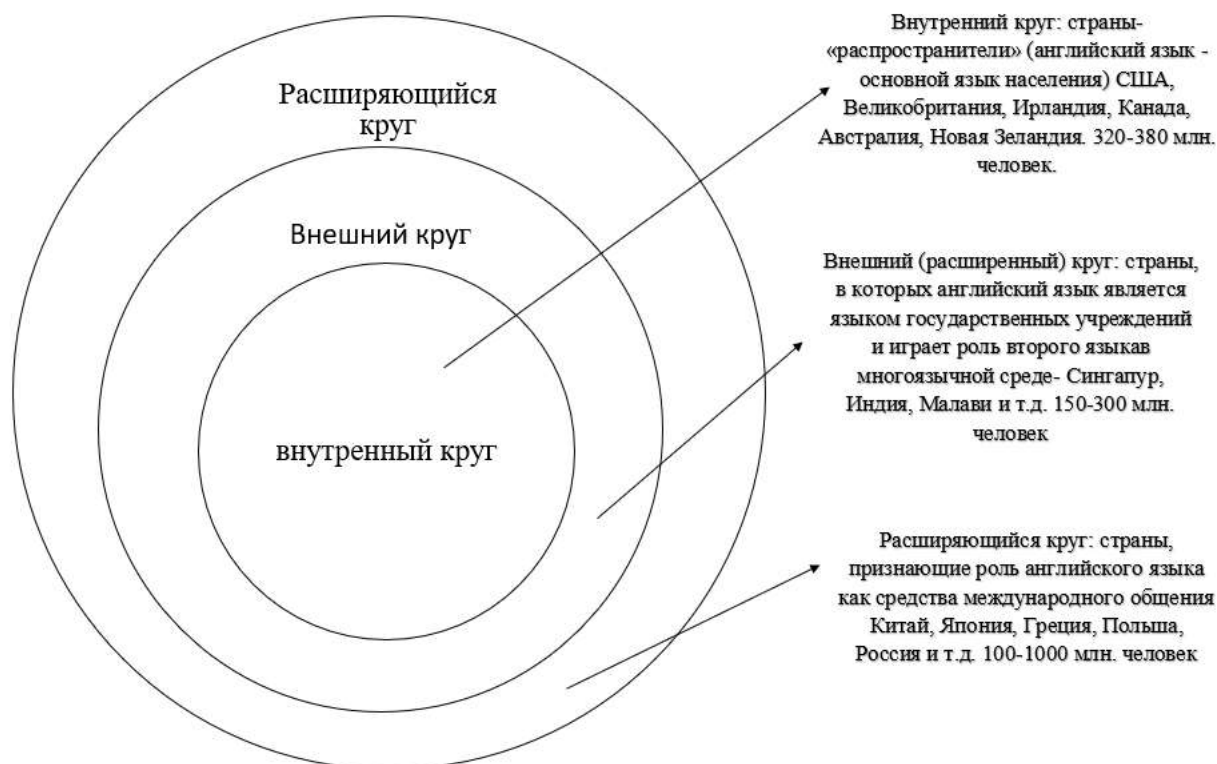 Расширяющийся
круг
Внешний круг
внутренный круг
Внутренний круг: страны-
«распространители» (английский язык -
основной язык населения) США,
Великобритания, Ирландия, Канада,
Австралия, Новая Зеландия. 320-380 млн.
человек.
Внешний (расширенный) круг: страны,
в которых английский язык является
языком государственных учреждений
и играет роль второго языкав
многоязычной среде- Сингапур,
Индия, Малави и т.д. 150-300 млн.
человек
Расширяющийся круг: страны,
признающие роль английского языка
как средства международного общения
Китай, Япония, Греция, Польша,
Россия и т.д. 100-1000 млн. человек